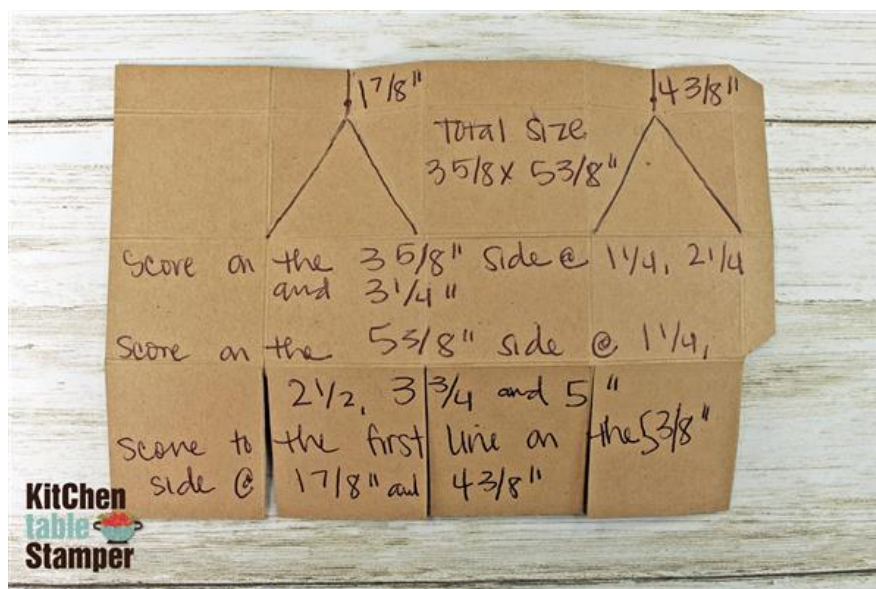 1 7/8"
4 3/8"
Total Size
3 5/8 x 5 3/8"
Score on the 3 5/8" side @ 1 1/4, 2 1/4
and 3 1/4"
Score on the 5 3/8" side @ 1 1/4,
2 1/2, 3 3/4 and 5"
Score to the first line on the 5 3/8"
side @ 1 7/8" and 4 3/8"
KitChen
table
Stamper